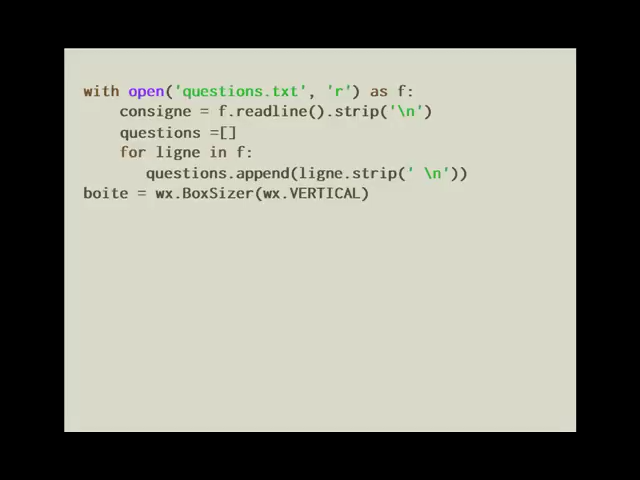 with open('questions.txt', 'r') as f:
    consigne = f.readline().strip('\n')
    questions =[]
    for ligne in f:
       questions.append(ligne.strip(' \n'))
boite = wx.BoxSizer(wx.VERTICAL)